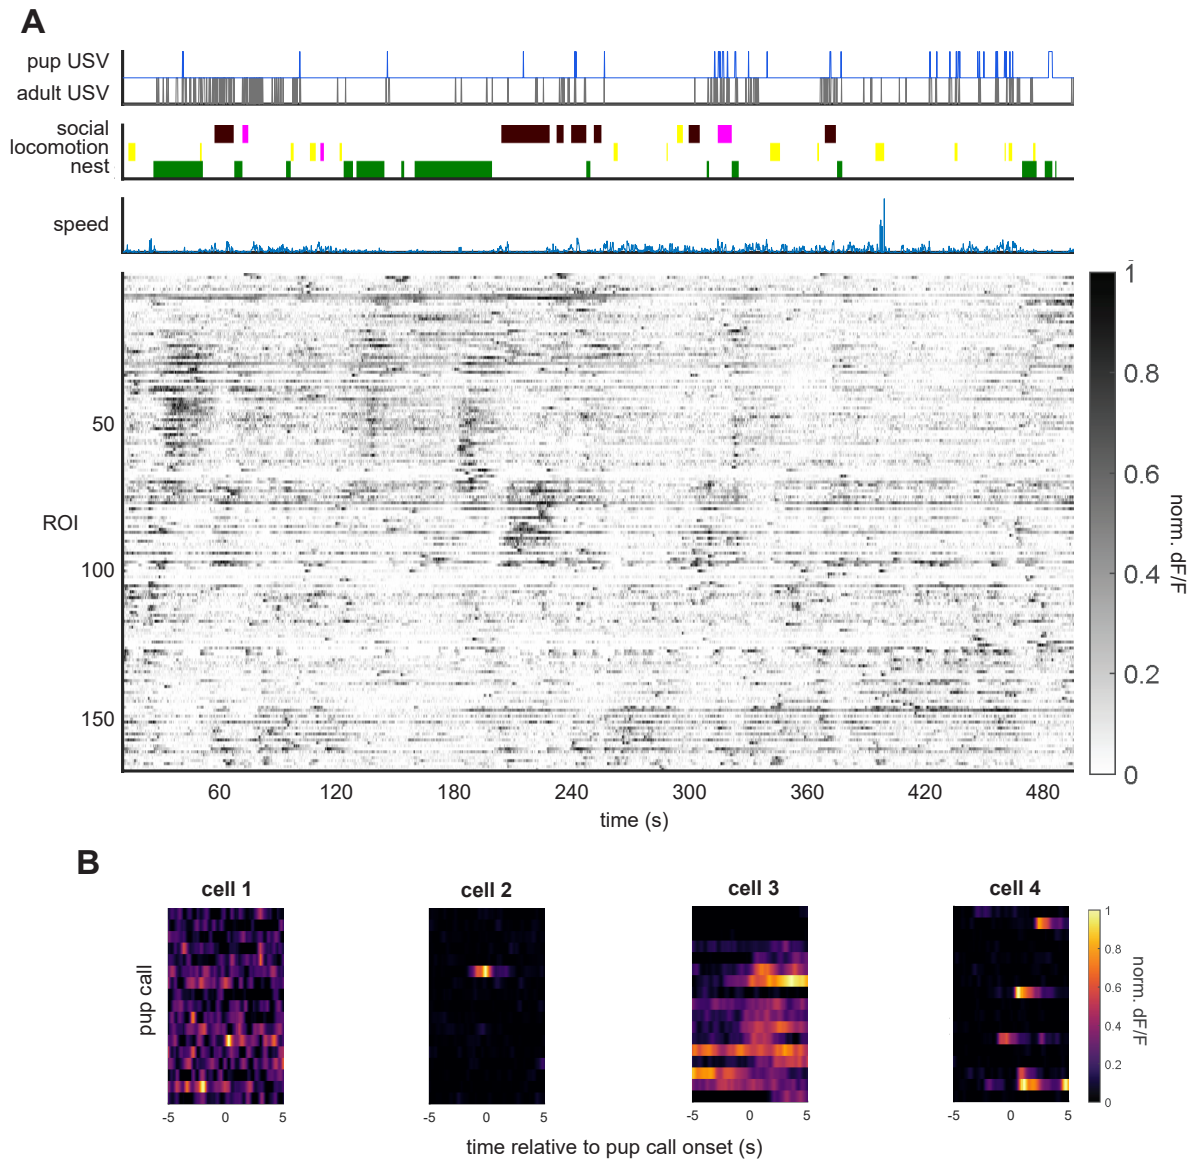 A
pup USV
adult USV
social
locomotion
nest
speed
50
ROI
100
150
60 120 180 240 300 360 420 480
time (s)
1
0.8
0.6
0.4
0.2
0
norm. dF/F
B
cell 1 cell 2 cell 3 cell 4
pup call
-5 0 5 -5 0 5 -5 0 5 -5 0 5
time relative to pup call onset (s)
1
0.8
0.6
0.4
0.2
0
norm. dF/F